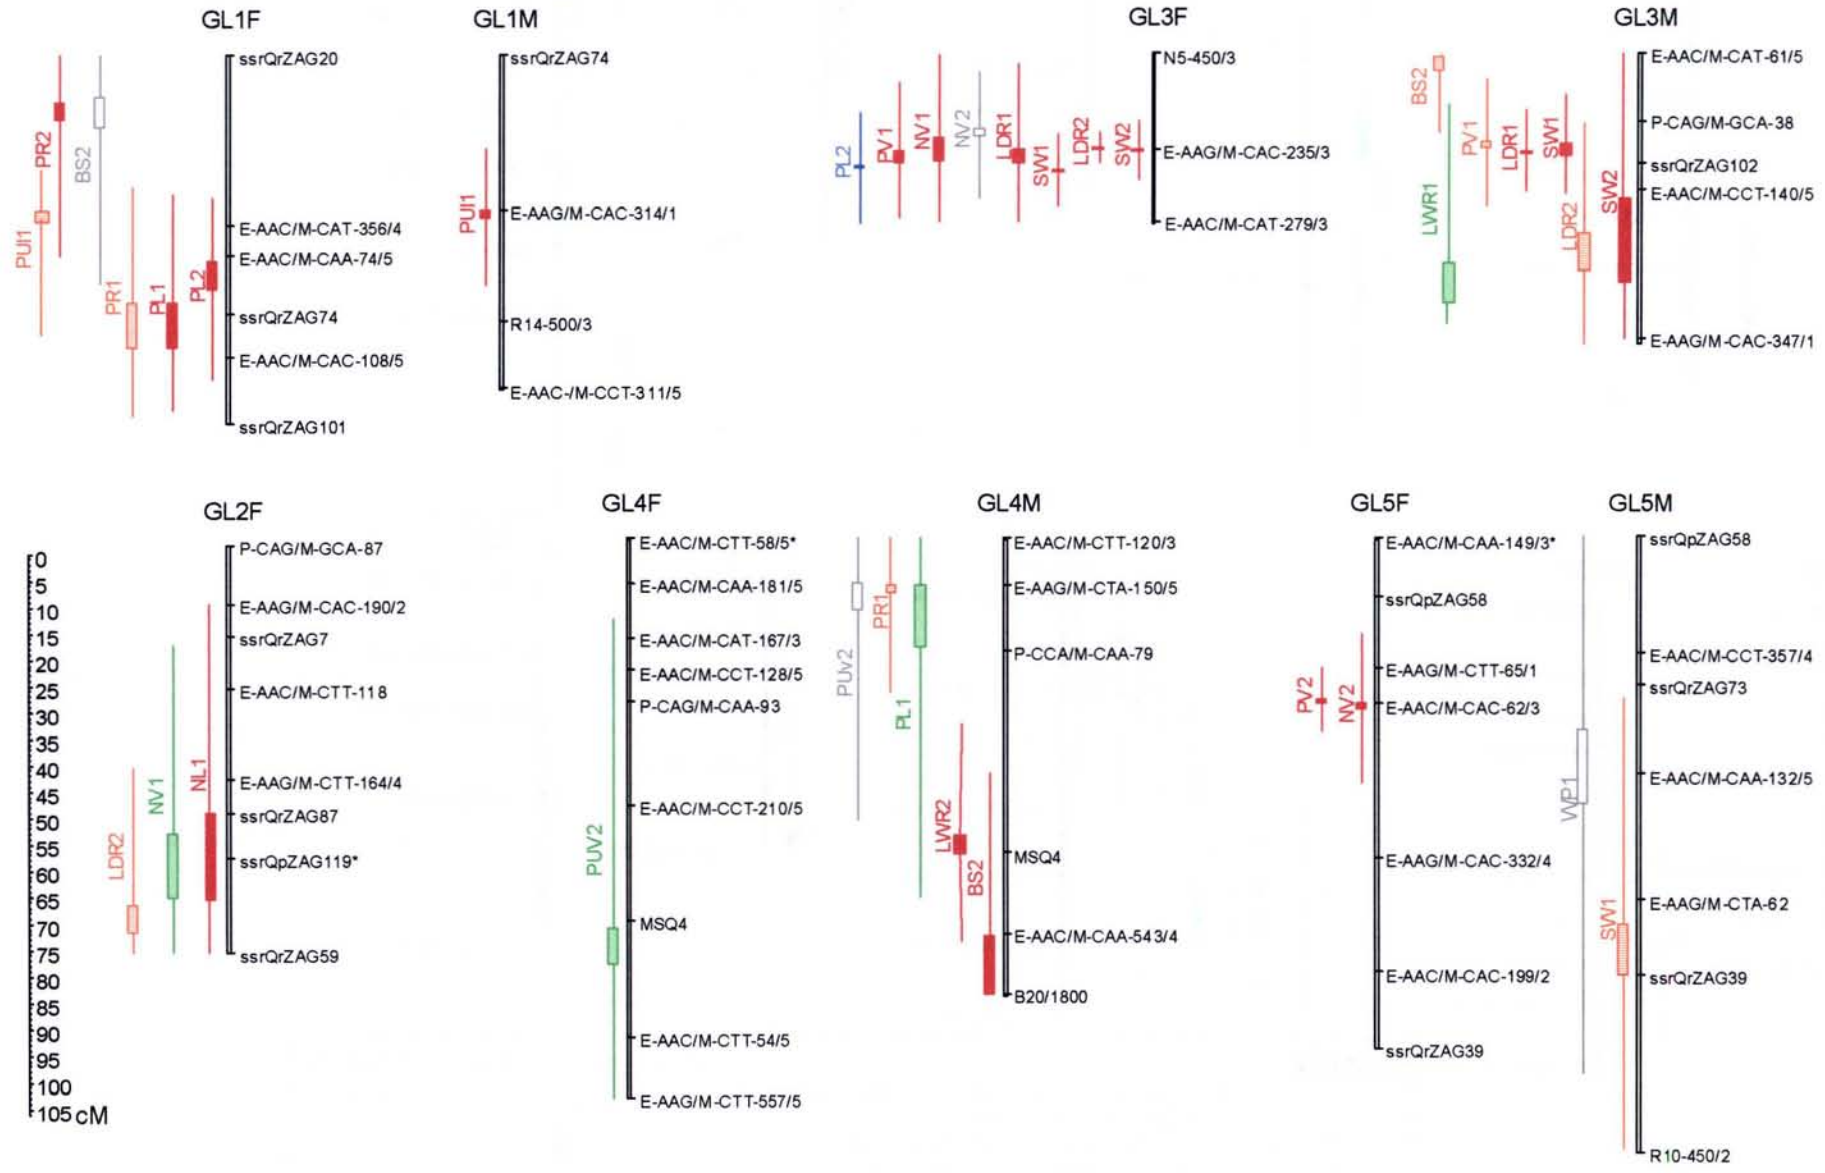 GL1F
PR2
BS2
PUI1
PR1
PL1
PL2
ssrQrZAG20
E-AAC/M-CAT-356/4
E-AAC/M-CAA-74/5
ssrQrZAG74
E-AAC/M-CAC-108/5
ssrQrZAG101
GL1M
PUI1
ssrQrZAG74
E-AAG/M-CAC-314/1
R14-500/3
E-AAC-/M-CCT-311/5
GL3F
PL2
PV1
NV1
NV2
LDR1
SW1
LDR2
SW2
N5-450/3
E-AAG/M-CAC-235/3
E-AAC/M-CAT-279/3
GL3M
BS2
LWR1
PV1
LDR1
SW1
LDR2
SW2
E-AAC/M-CAT-61/5
P-CAG/M-GCA-38
ssrQrZAG102
E-AAC/M-CCT-140/5
E-AAG/M-CAC-347/1
0
5
10
15
20
25
30
35
40
45
50
55
60
65
70
75
80
85
90
95
100
105 cM
GL2F
LDR2
NV1
NL1
P-CAG/M-GCA-87
E-AAG/M-CAC-190/2
ssrQrZAG7
E-AAC/M-CTT-118
E-AAG/M-CTT-164/4
ssrQrZAG87
ssrQpZAG119*
ssrQrZAG59
GL4F
PUV2
E-AAC/M-CTT-58/5*
E-AAC/M-CAA-181/5
E-AAC/M-CAT-167/3
E-AAC/M-CCT-128/5
P-CAG/M-CAA-93
E-AAC/M-CCT-210/5
MSQ4
E-AAC/M-CTT-54/5
E-AAG/M-CTT-557/5
GL4M
PUv2
PR1
PL1
LWR2
BS2
E-AAC/M-CTT-120/3
E-AAG/M-CTA-150/5
P-CCA/M-CAA-79
MSQ4
E-AAC/M-CAA-543/4
B20/1800
GL5F
PV2
NV2
E-AAC/M-CAA-149/3*
ssrQpZAG58
E-AAG/M-CTT-65/1
E-AAC/M-CAC-62/3
E-AAG/M-CAC-332/4
E-AAC/M-CAC-199/2
ssrQrZAG39
GL5M
WP1
SW1
ssrQpZAG58
E-AAC/M-CCT-357/4
ssrQrZAG73
E-AAC/M-CAA-132/5
E-AAG/M-CTA-62
ssrQrZAG39
R10-450/2